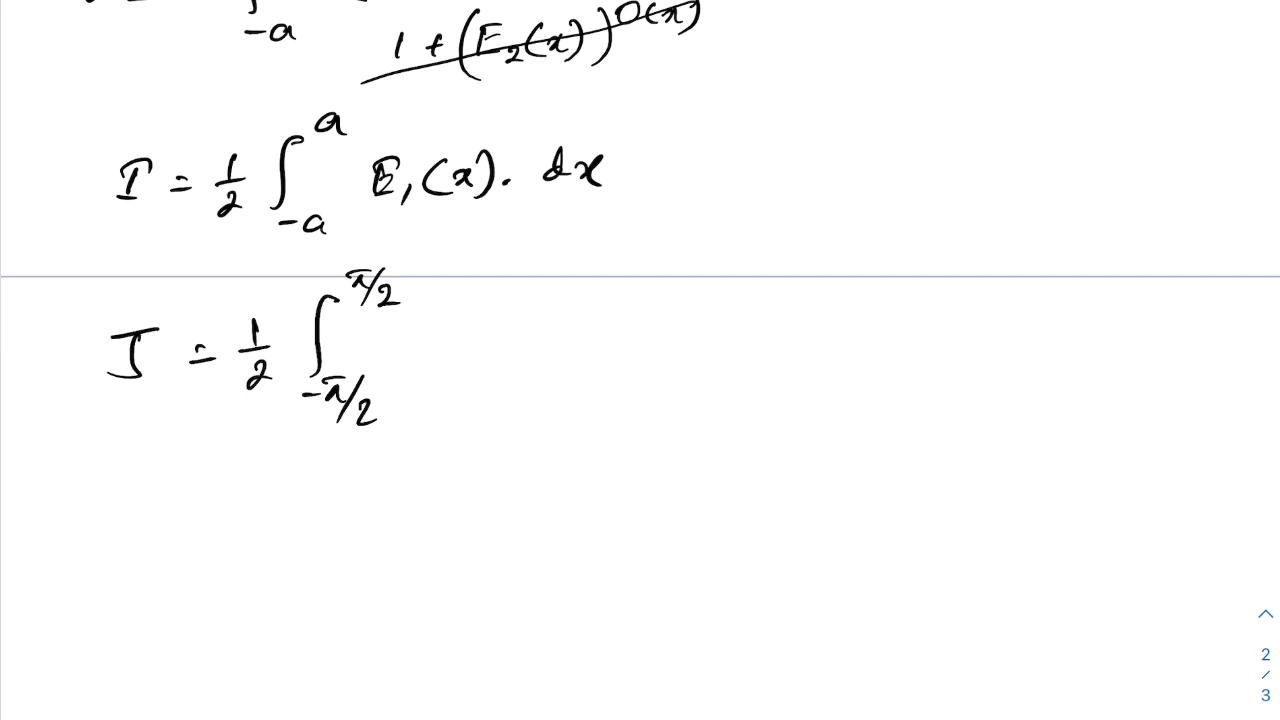 -a
1 + (E₂(x))^O(x)
I = 1/2 ∫_{-a}^{a} E₁(x). dx
I = 1/2 ∫_{-π/2}^{π/2}
2
/
3